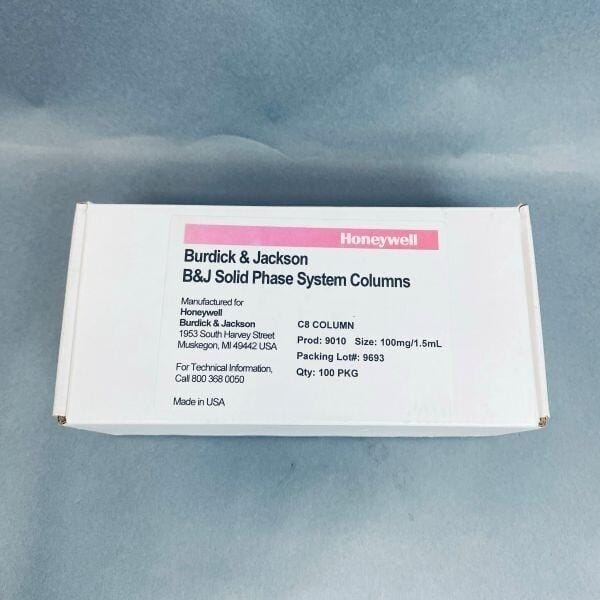 Honeywell
Burdick & Jackson
B&J Solid Phase System Columns
Manufactured for
Honeywell
Burdick & Jackson
1953 South Harvey Street
Muskegon, MI 49442 USA
For Technical Information,
Call 800 368 0050
Made in USA
C8 COLUMN
Prod: 9010 Size: 100mg/1.5mL
Packing Lot#: 9693
Qty: 100 PKG